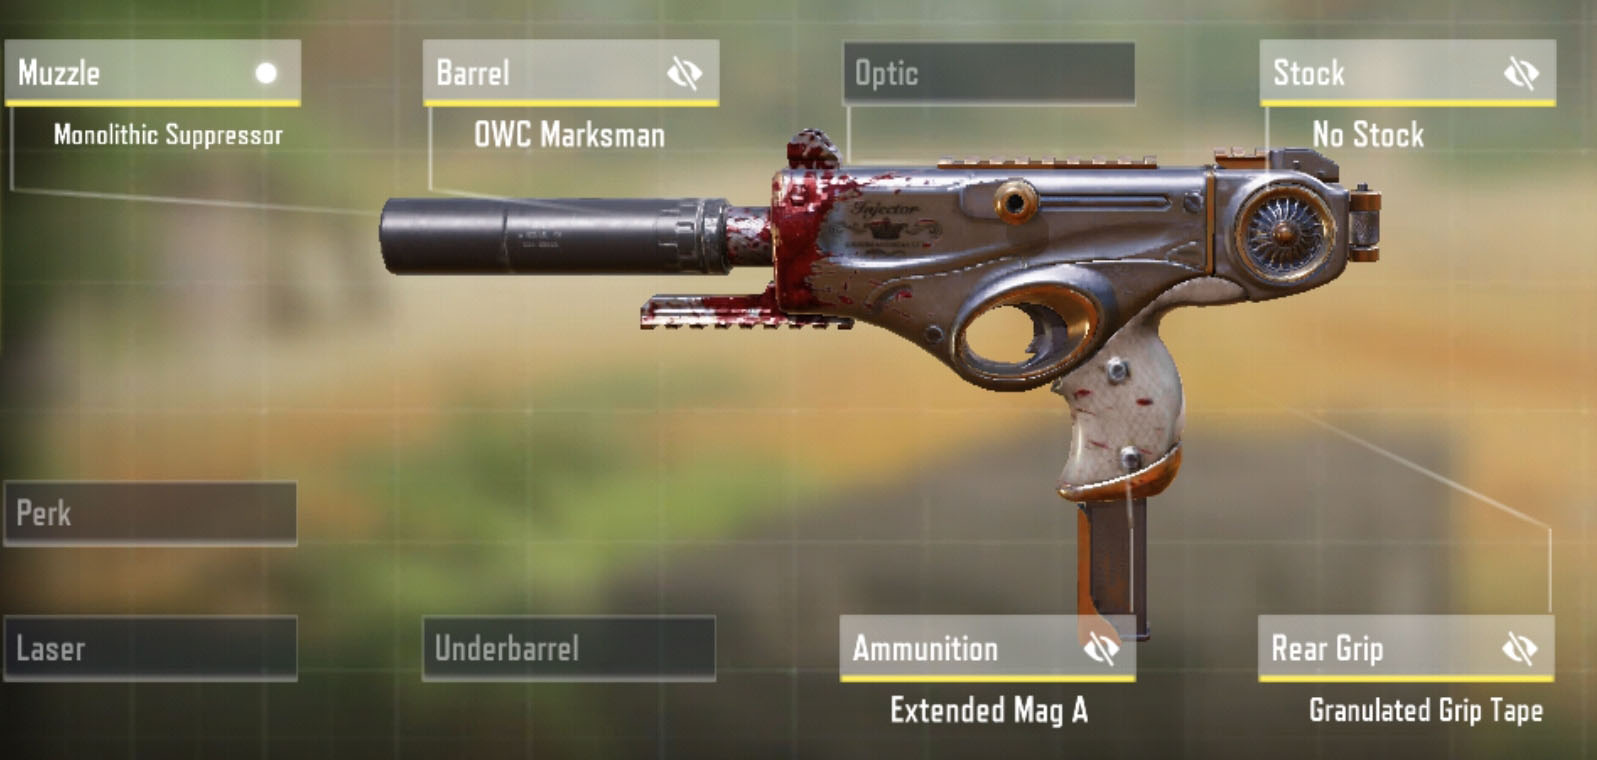 Muzzle
Barrel
Optic
Stock
Monolithic Suppressor
OWC Marksman
No Stock
Injector
Perk
Laser
Underbarrel
Ammunition
Rear Grip
Extended Mag A
Granulated Grip Tape